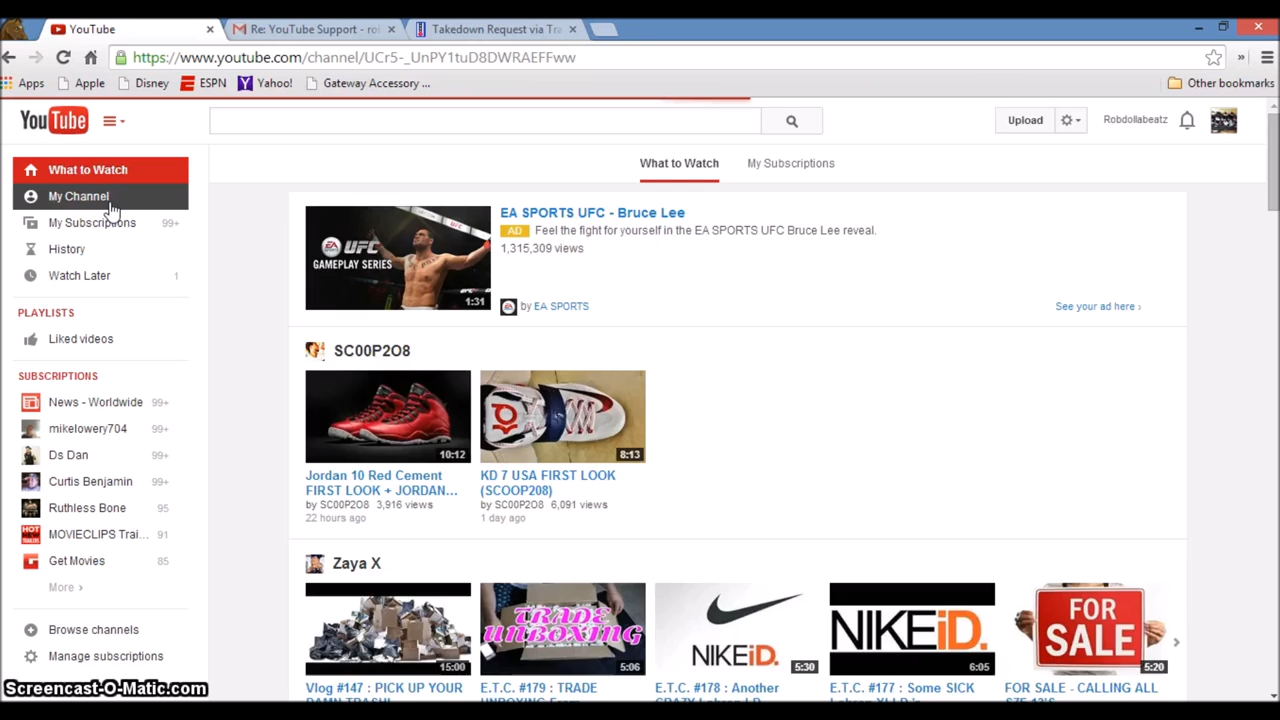 YouTube
Re: YouTube Support - ro
Takedown Request via Tra
https://www.youtube.com/channel/UCr5-_UnPY1tuD8DWRAEFFww
Apps
Apple
Disney
ESPN
Yahoo!
Gateway Accessory ...
Other bookmarks
YouTube
Upload
Robdollabeatz
What to Watch
My Channel
My Subscriptions 99+
History
Watch Later 1
PLAYLISTS
Liked videos
SUBSCRIPTIONS
News - Worldwide 99+
mikelowery704 99+
Ds Dan 99+
Curtis Benjamin 99+
Ruthless Bone 95
MOVIECLIPS Trai... 91
Get Movies 85
More ›
Browse channels
Manage subscriptions
What to Watch
My Subscriptions
UFC
GAMEPLAY SERIES
1:31
EA SPORTS UFC - Bruce Lee
AD Feel the fight for yourself in the EA SPORTS UFC Bruce Lee reveal.
1,315,309 views
by EA SPORTS
See your ad here ›
SC00P2O8
10:12
Jordan 10 Red Cement
FIRST LOOK + JORDAN...
by SC00P2O8 3,916 views
22 hours ago
8:13
KD 7 USA FIRST LOOK
(SCOOP208)
by SC00P2O8 6,091 views
1 day ago
Zaya X
15:00
Vlog #147 : PICK UP YOUR
TRADE
UNBOXING
5:06
E.T.C. #179 : TRADE
NIKEiD.
5:30
E.T.C. #178 : Another
NIKEiD.
6:05
E.T.C. #177 : Some SICK
FOR
SALE
5:20
FOR SALE - CALLING ALL
Screencast-O-Matic.com